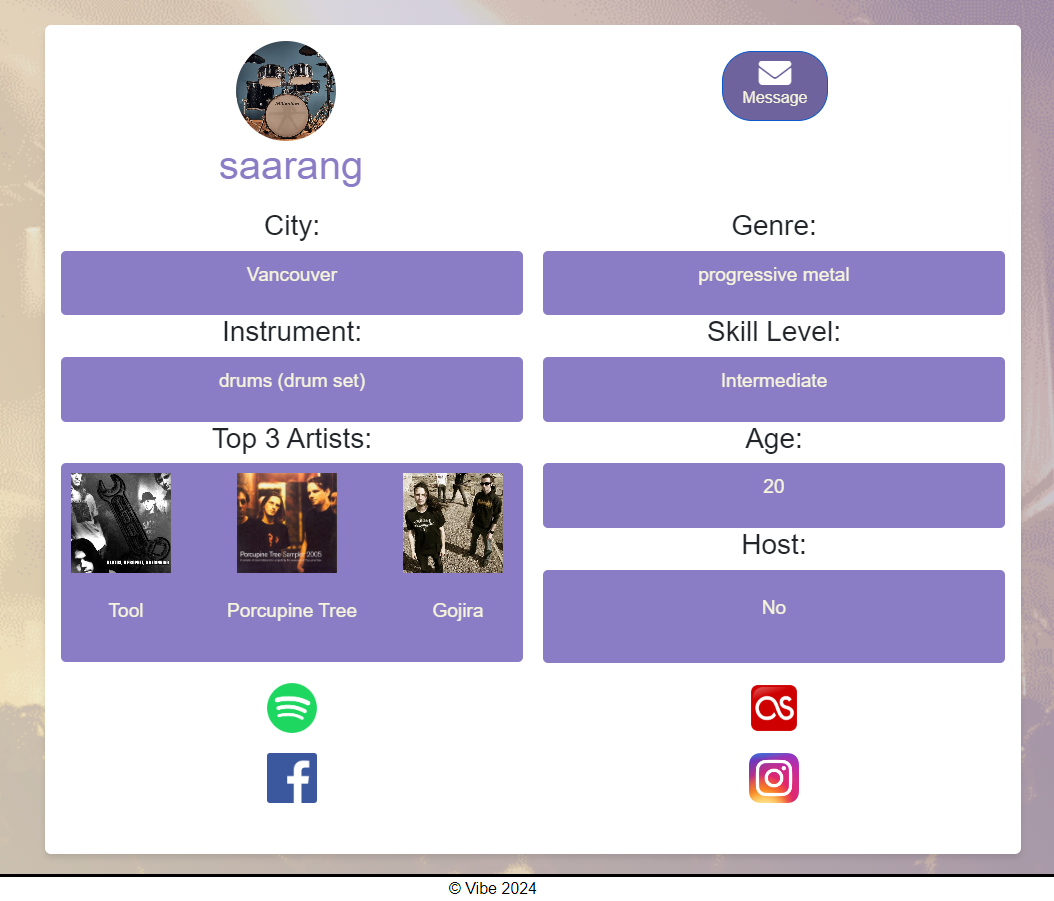 Message
saarang
City:
Genre:
Vancouver
progressive metal
Instrument:
Skill Level:
drums (drum set)
Intermediate
Top 3 Artists:
Age:
20
Host:
Porcupine Tree Sampler 2005
Tool
Porcupine Tree
Gojira
No
© Vibe 2024